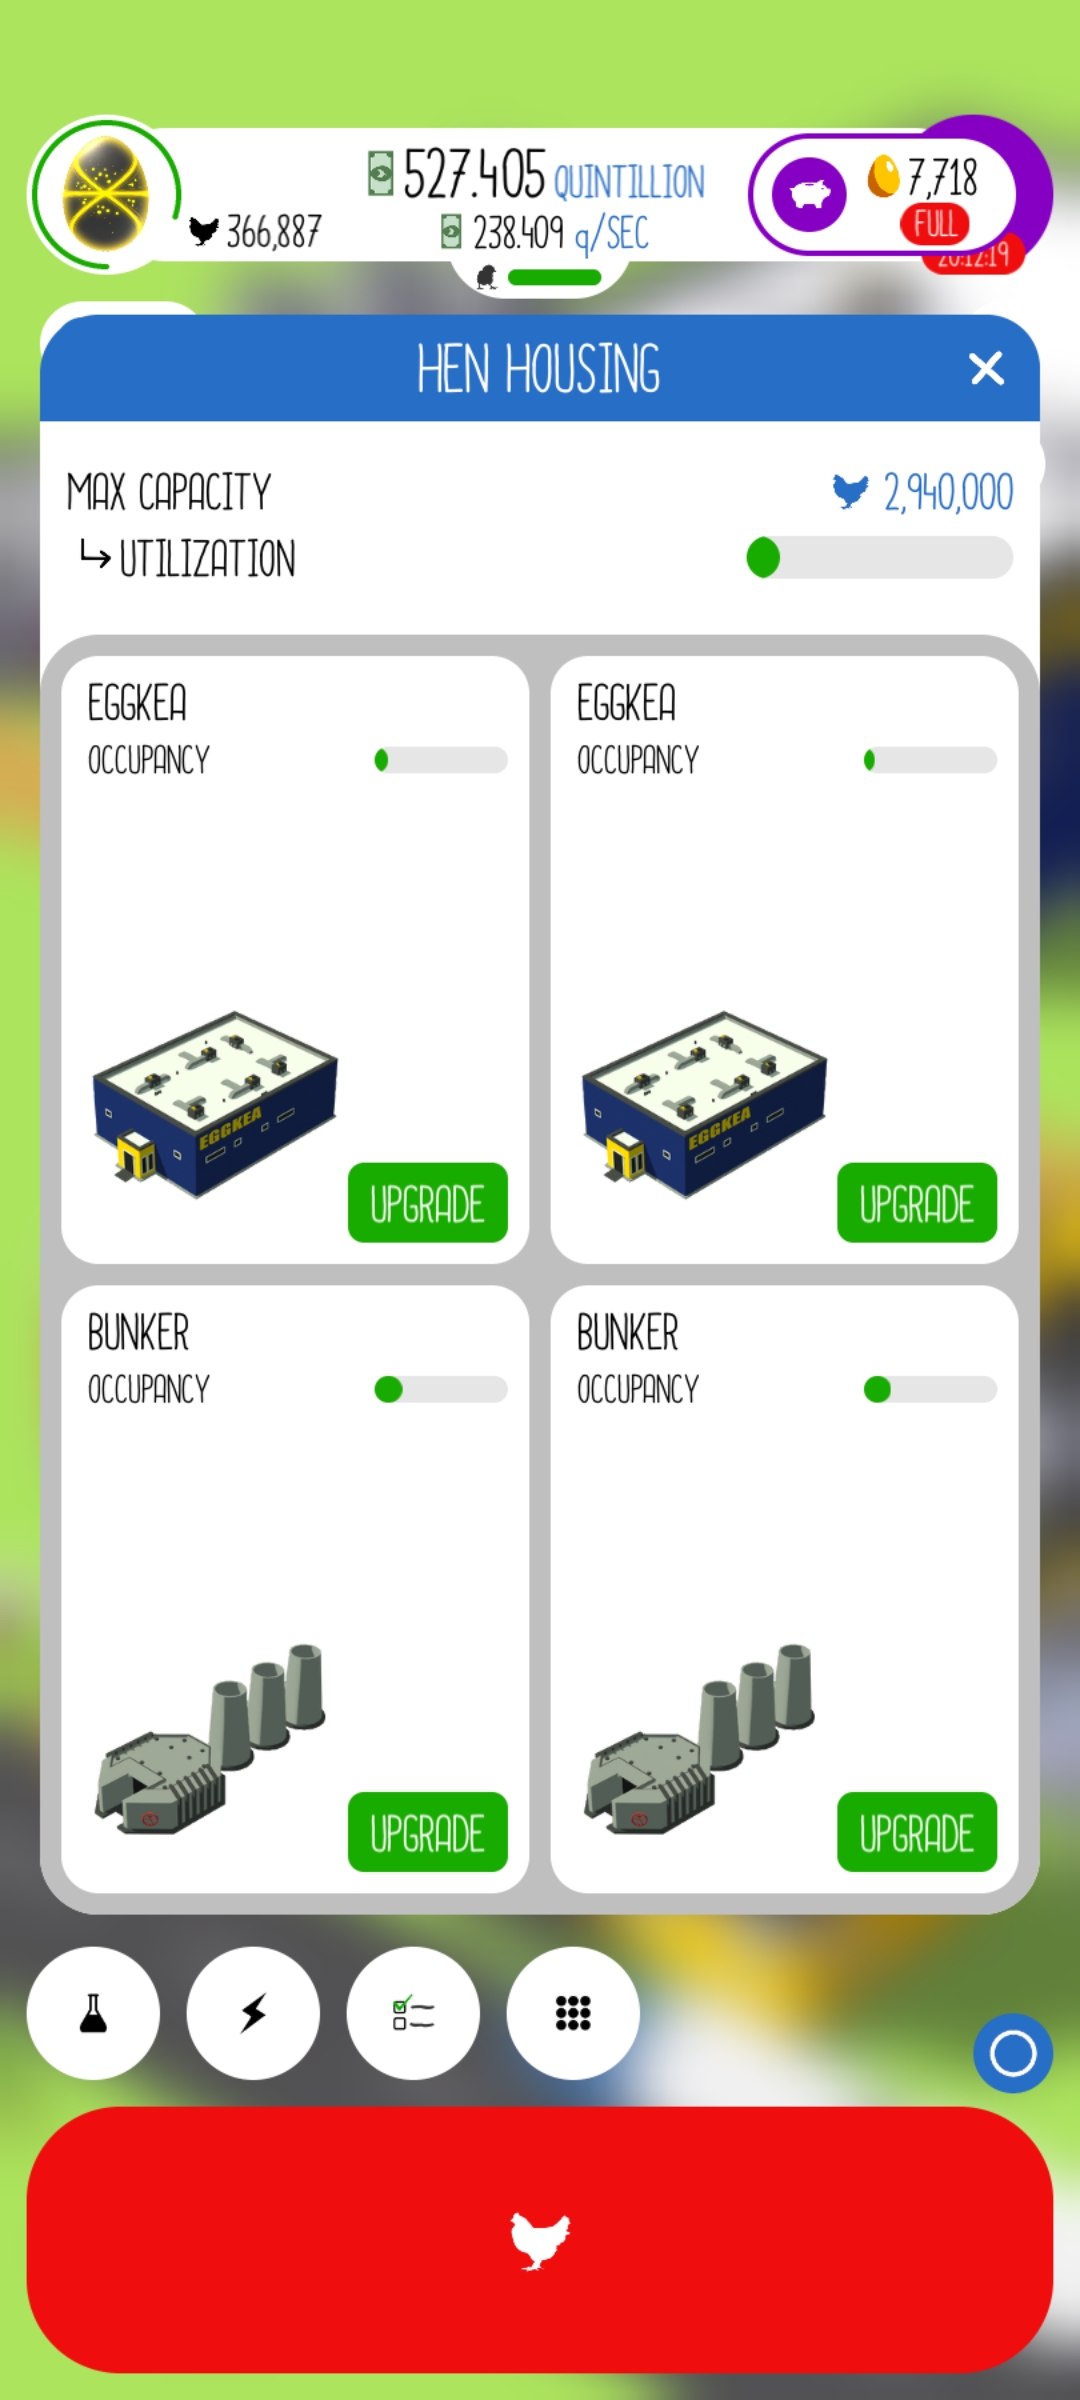 527.405 QUINTILLION
366,887
238.409 q/SEC
7,718
FULL
20:12:19
HEN HOUSING
MAX CAPACITY 2,940,000
UTILIZATION
EGGKEA
OCCUPANCY
EGGKEA
UPGRADE
EGGKEA
OCCUPANCY
EGGKEA
UPGRADE
BUNKER
OCCUPANCY
UPGRADE
BUNKER
OCCUPANCY
UPGRADE